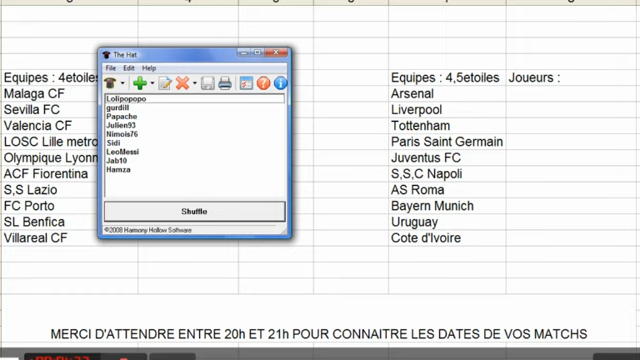 The Hat
File Edit Help
Lolipopopo
gurdill
Papache
Julien93
Nimois76
Sidi
LeoMessi
Jab10
Hamza
Shuffle
©2008 Harmony Hollow Software
Equipes : 4etoiles
Malaga CF
Sevilla FC
Valencia CF
LOSC Lille metro
Olympique Lyonn
ACF Fiorentina
S,S Lazio
FC Porto
SL Benfica
Villareal CF
Equipes : 4,5etoiles Joueurs :
Arsenal
Liverpool
Tottenham
Paris Saint Germain
Juventus FC
S,S,C Napoli
AS Roma
Bayern Munich
Uruguay
Cote d'Ivoire
MERCI D'ATTENDRE ENTRE 20h ET 21h POUR CONNAITRE LES DATES DE VOS MATCHS